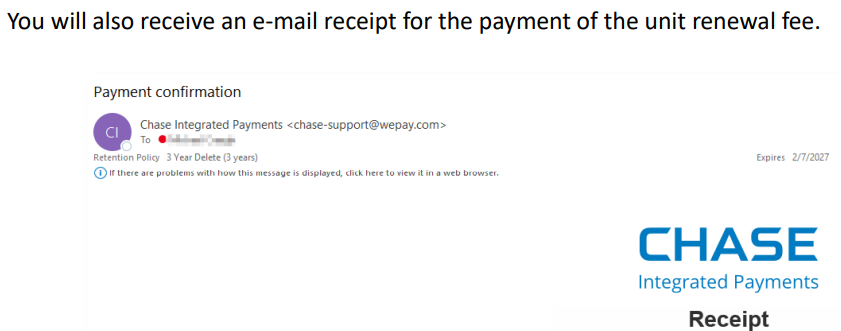 You will also receive an e-mail receipt for the payment of the unit renewal fee.
Payment confirmation
CI
Chase Integrated Payments <chase-support@wepay.com>
To
Retention Policy 3 Year Delete (3 years)
Expires 2/7/2027
If there are problems with how this message is displayed, click here to view it in a web browser.
CHASE
Integrated Payments
Receipt